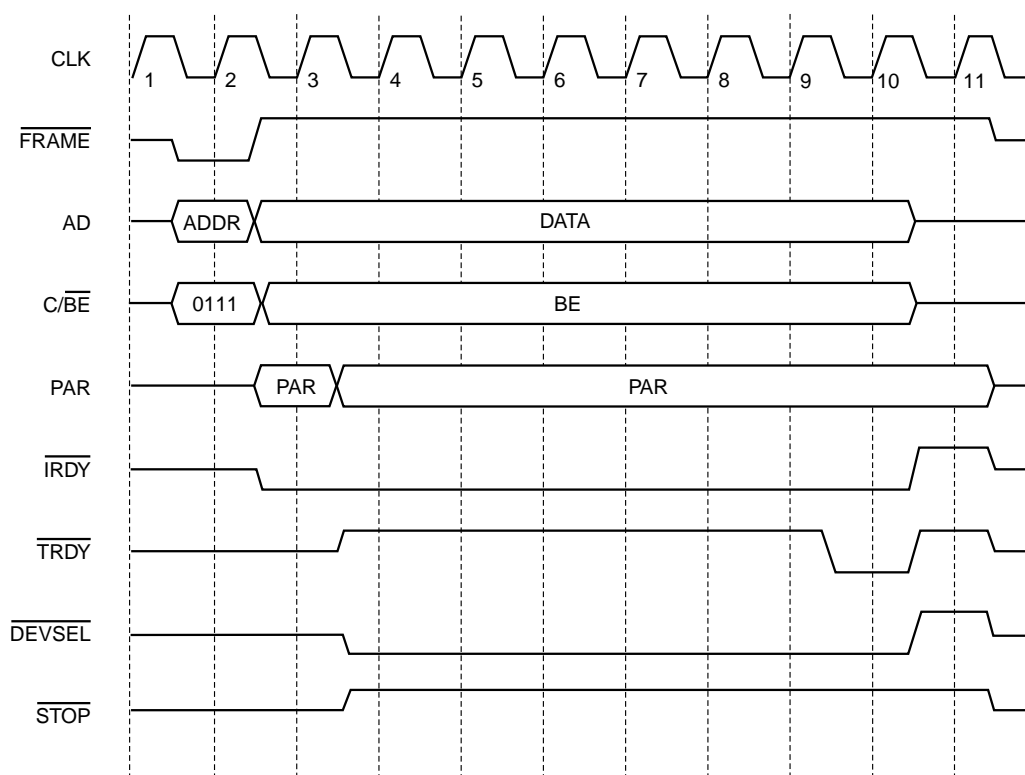 CLK
1 2 3 4 5 6 7 8 9 10 11
FRAME
AD ADDR DATA
C/BE 0111 BE
PAR PAR PAR
IRDY
TRDY
DEVSEL
STOP